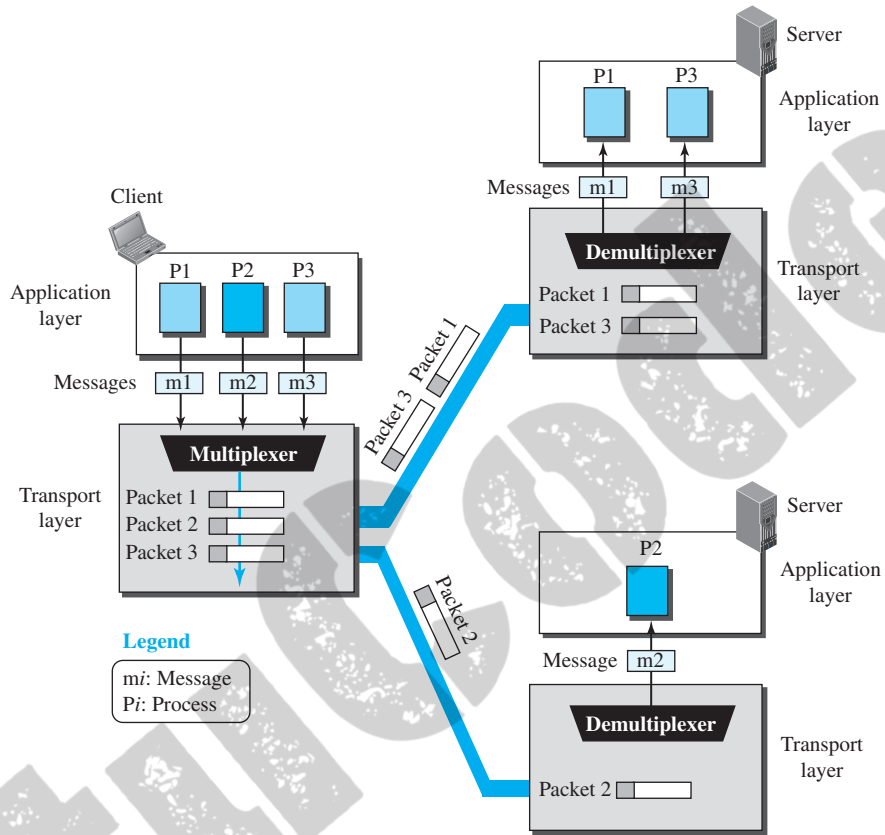 Server
P1 P3
Application
layer
Messages m1 m3
Client
Demultiplexer
Transport
layer
Packet 1
Packet 3
P1 P2 P3
Application
layer
Messages m1 m2 m3
Packet 1
Packet 3
Multiplexer
Transport
layer
Packet 1
Packet 2
Packet 3
Server
P2
Application
layer
Packet 2
Message m2
Legend
mi: Message
Pi: Process
Demultiplexer
Transport
layer
Packet 2